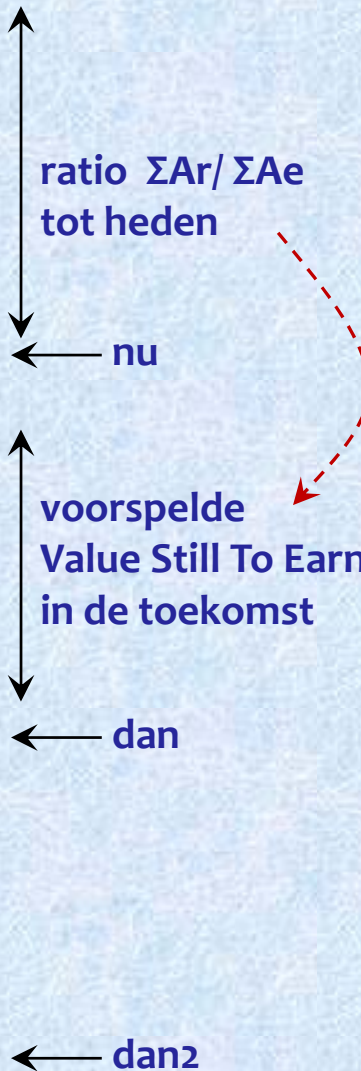 ratio ΣAr/ ΣAe
tot heden
nu
voorspelde
Value Still To Earn
in de toekomst
dan
dan2